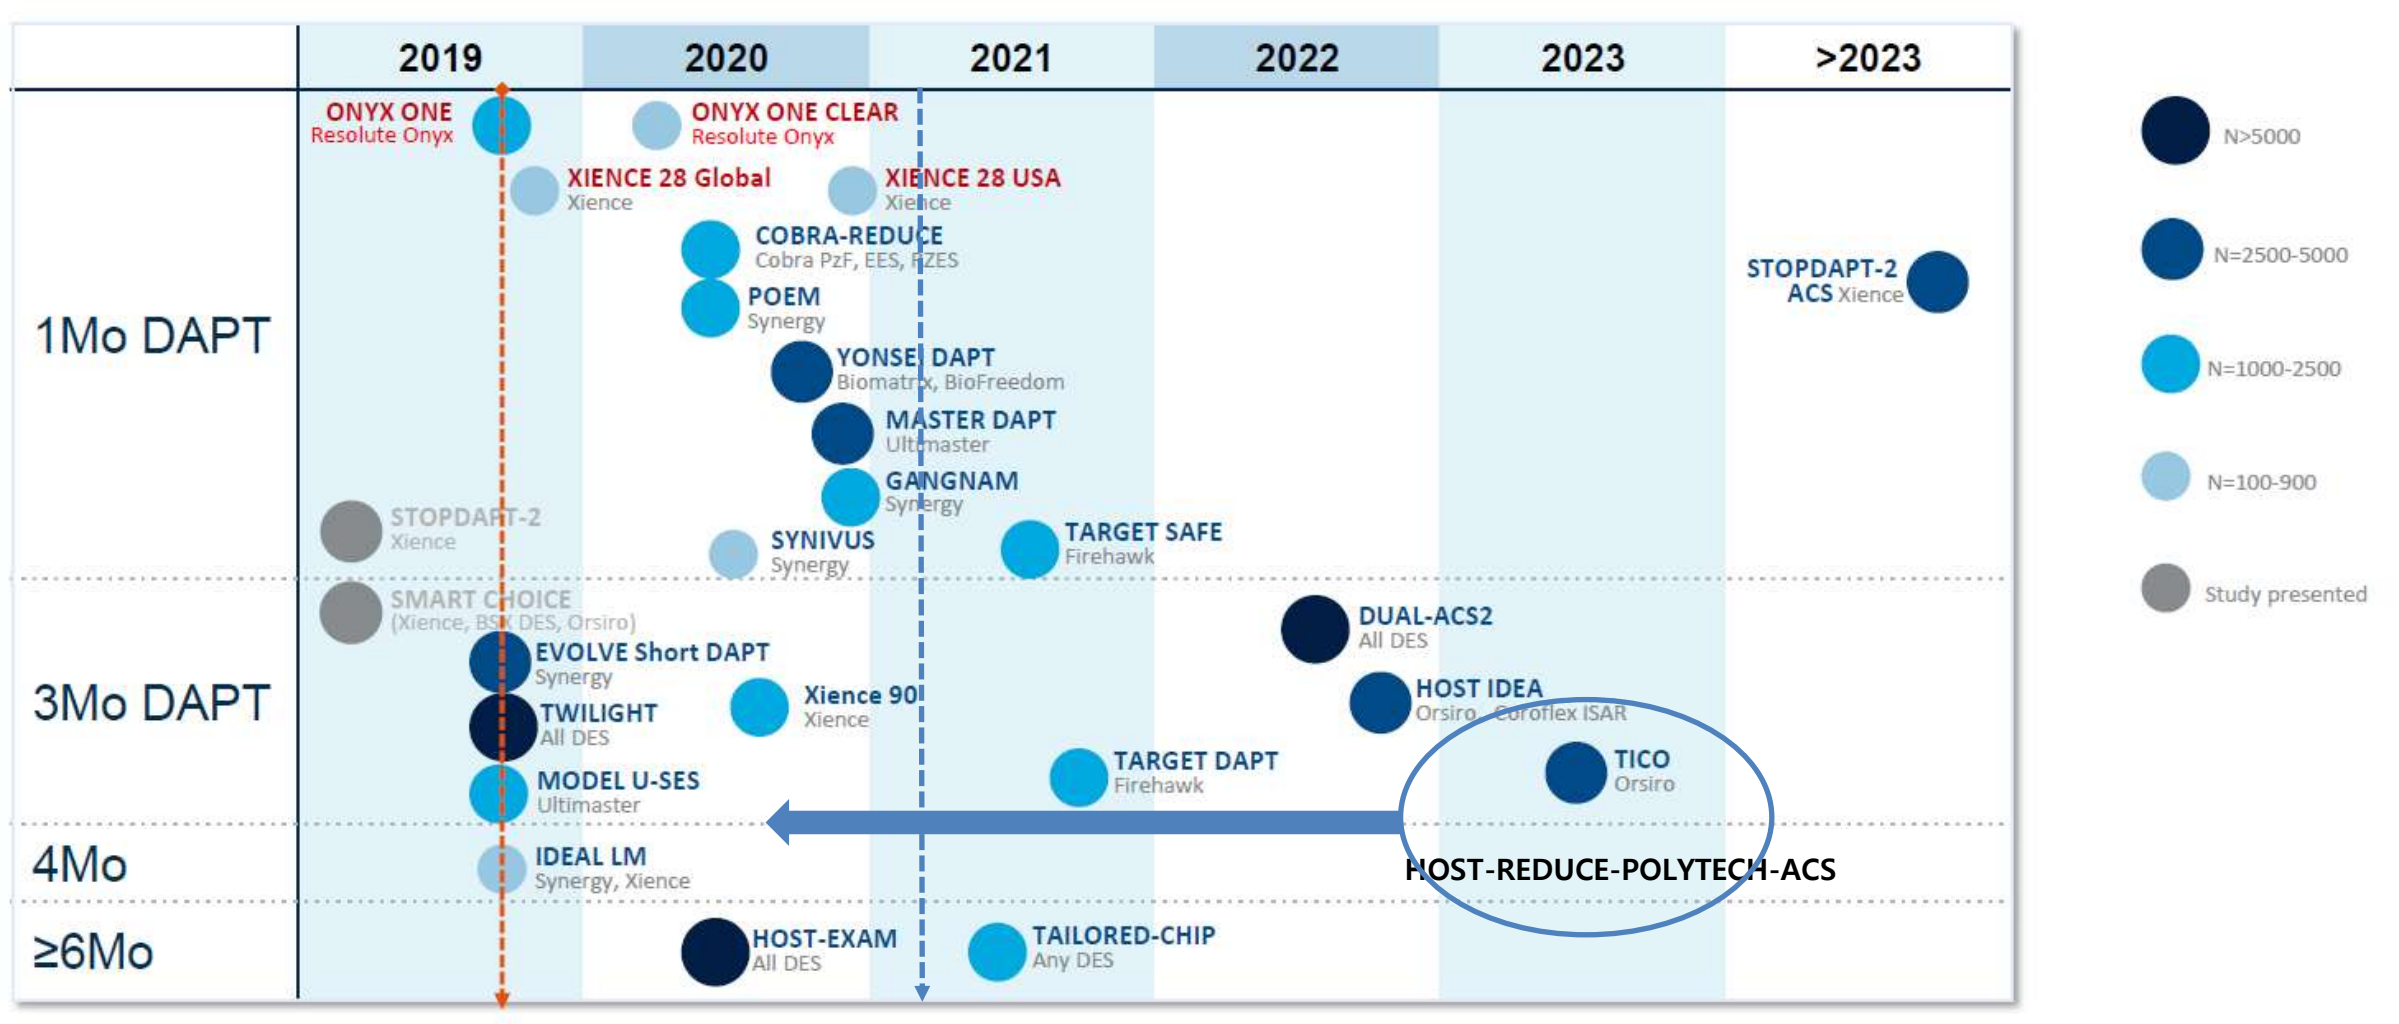 2019 2020 2021 2022 2023 >2023
1Mo DAPT
ONYX ONE
Resolute Onyx
ONYX ONE CLEAR
Resolute Onyx
XIENCE 28 Global
Xience
XIENCE 28 USA
Xience
COBRA-REDUCE
Cobra PzF, EES, RZES
POEM
Synergy
YONSEI DAPT
Biomatrix, BioFreedom
MASTER DAPT
Ultimaster
GANGNAM
Synergy
STOPDAPT-2
Xience
SYNIVUS
Synergy
TARGET SAFE
Firehawk
STOPDAPT-2
ACS Xience
3Mo DAPT
SMART CHOICE
(Xience, BSX DES, Orsiro)
EVOLVE Short DAPT
Synergy
TWILIGHT
All DES
MODEL U-SES
Ultimaster
Xience 90
Xience
TARGET DAPT
Firehawk
DUAL-ACS2
All DES
HOST IDEA
Orsiro, Coroflex ISAR
TICO
Orsiro
4Mo
IDEAL LM
Synergy, Xience
HOST-REDUCE-POLYTECH-ACS
≥6Mo
HOST-EXAM
All DES
TAILORED-CHIP
Any DES
N>5000
N=2500-5000
N=1000-2500
N=100-900
Study presented